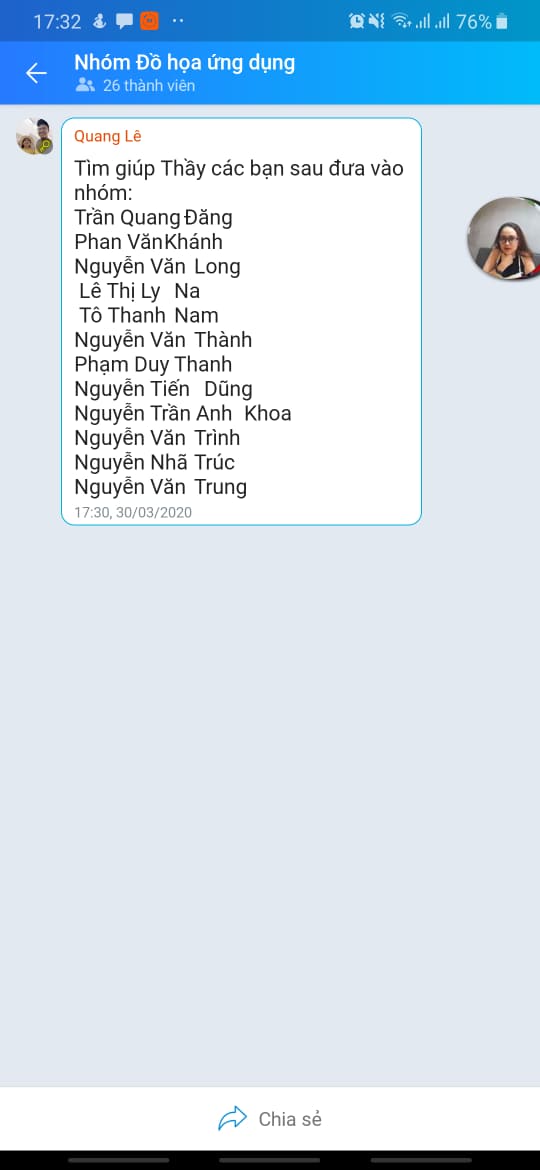 17:32
76%
Nhóm Đồ họa ứng dụng
26 thành viên
Quang Lê
Tìm giúp Thầy các bạn sau đưa vào
nhóm:
Trần Quang Đăng
Phan VănKhánh
Nguyễn Văn Long
Lê Thị Ly Na
Tô Thanh Nam
Nguyễn Văn Thành
Phạm Duy Thanh
Nguyễn Tiến Dũng
Nguyễn Trần Anh Khoa
Nguyễn Văn Trình
Nguyễn Nhã Trúc
Nguyễn Văn Trung
17:30, 30/03/2020
Chia sẻ